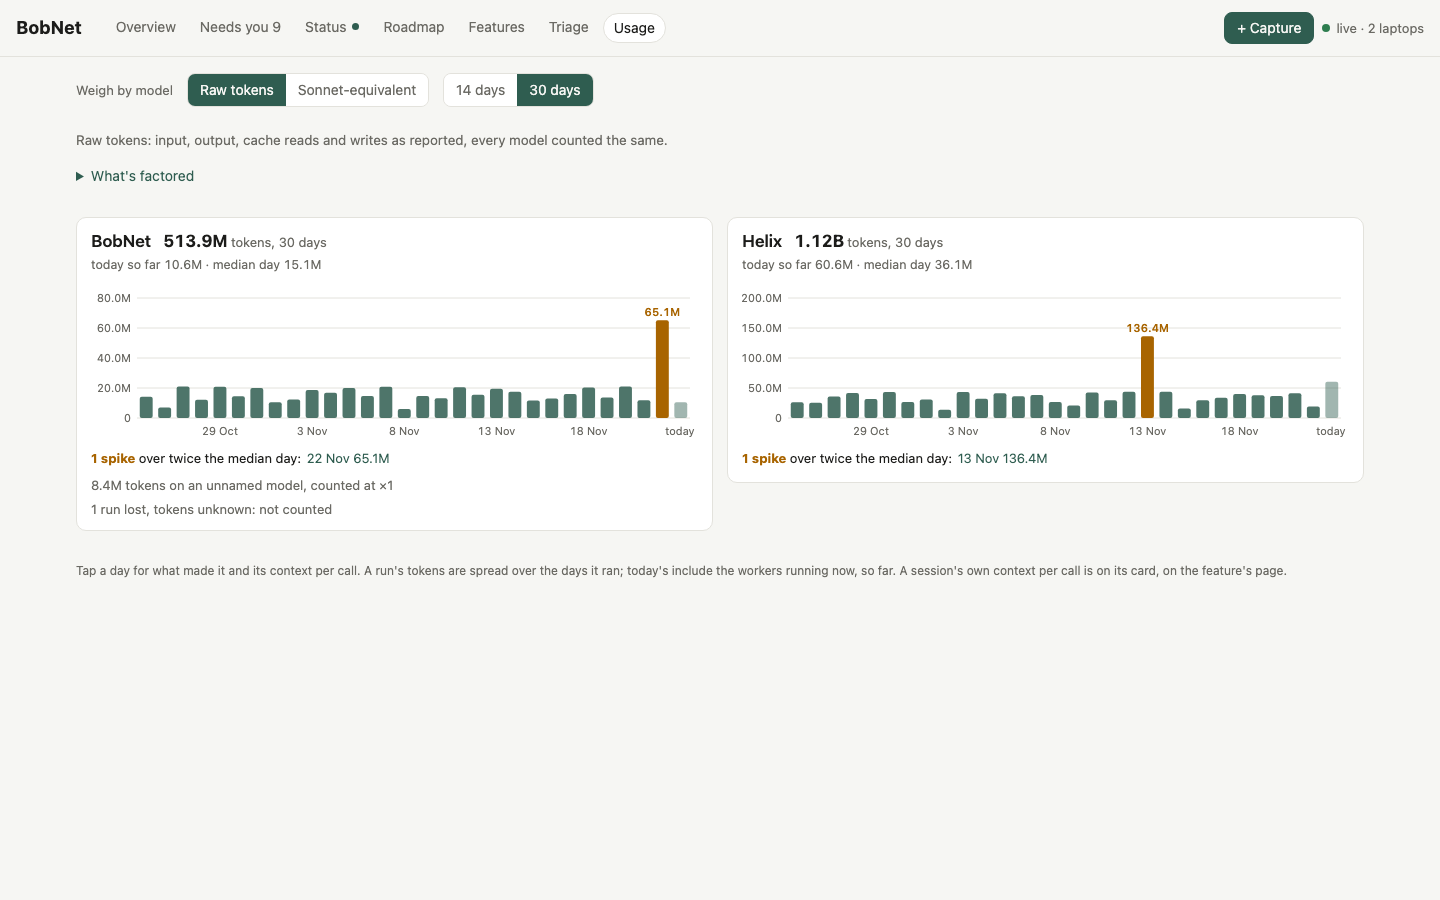 BobNet Overview Needs you 9 Status Roadmap Features Triage Usage + Capture live · 2 laptops
Weigh by model Raw tokens Sonnet-equivalent 14 days 30 days
Raw tokens: input, output, cache reads and writes as reported, every model counted the same.
What's factored
BobNet 513.9M tokens, 30 days
today so far 10.6M · median day 15.1M
80.0M
60.0M
40.0M
20.0M
0
65.1M
29 Oct 3 Nov 8 Nov 13 Nov 18 Nov today
1 spike over twice the median day: 22 Nov 65.1M
8.4M tokens on an unnamed model, counted at ×1
1 run lost, tokens unknown: not counted
Helix 1.12B tokens, 30 days
today so far 60.6M · median day 36.1M
200.0M
150.0M
100.0M
50.0M
0
136.4M
29 Oct 3 Nov 8 Nov 13 Nov 18 Nov today
1 spike over twice the median day: 13 Nov 136.4M
Tap a day for what made it and its context per call. A run's tokens are spread over the days it ran; today's include the workers running now, so far. A session's own context per call is on its card, on the feature's page.